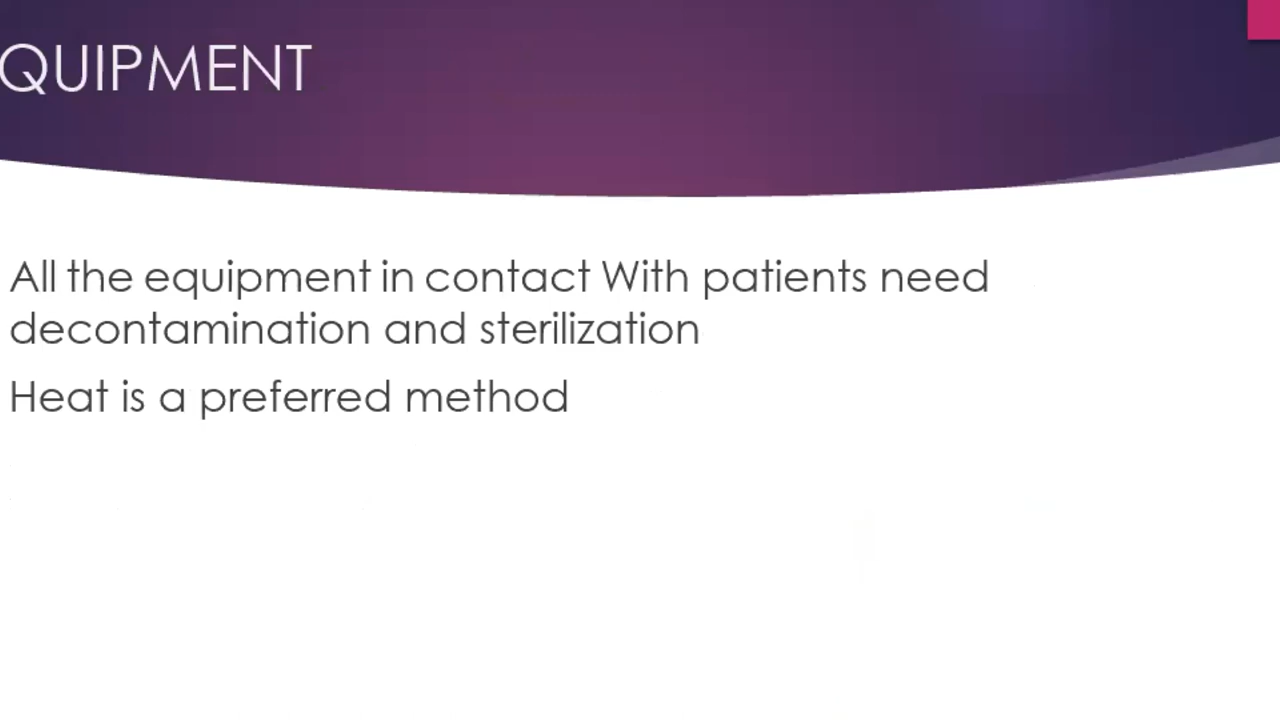 QUIPMENT
All the equipment in contact With patients need
decontamination and sterilization
Heat is a preferred method